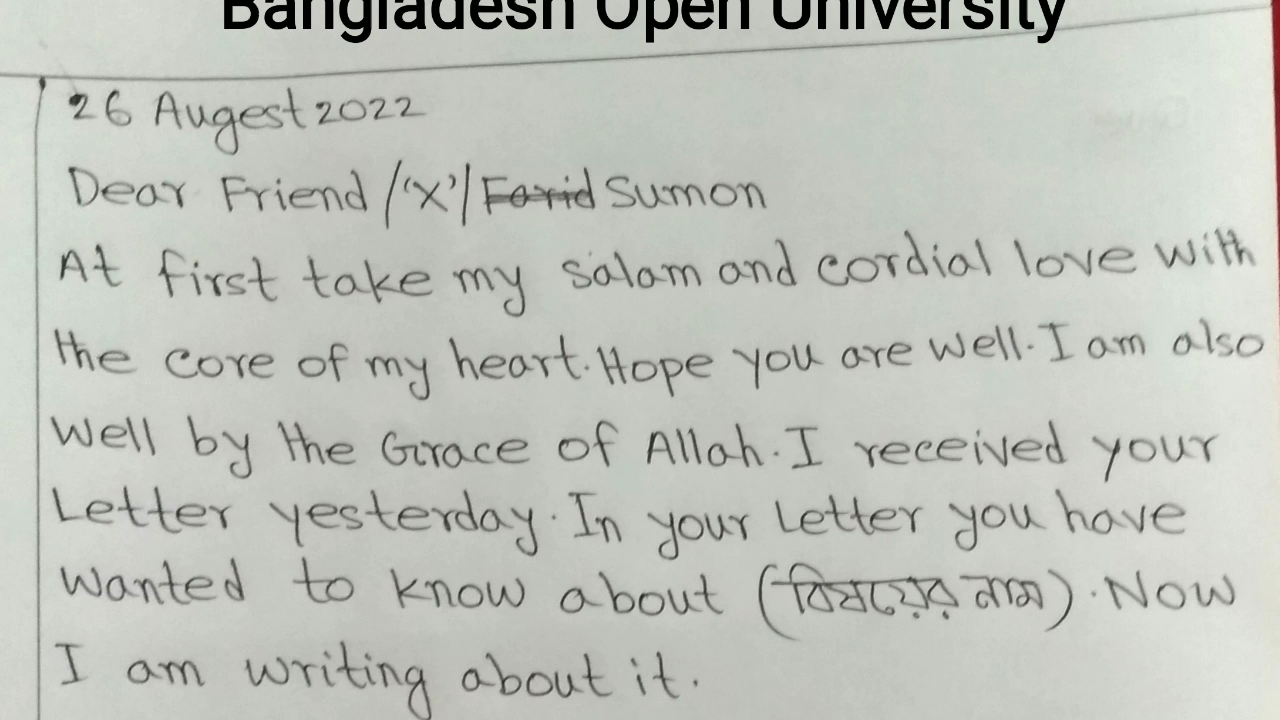 Bangladesh Open University
26 Augest 2022
Dear Friend /'X'/ Farid Sumon
At first take my salam and cordial love with
the core of my heart. Hope you are well. I am also
well by the Grace of Allah. I received your
Letter yesterday. In your Letter you have
wanted to know about (বিষয়ের নাম). Now
I am writing about it.